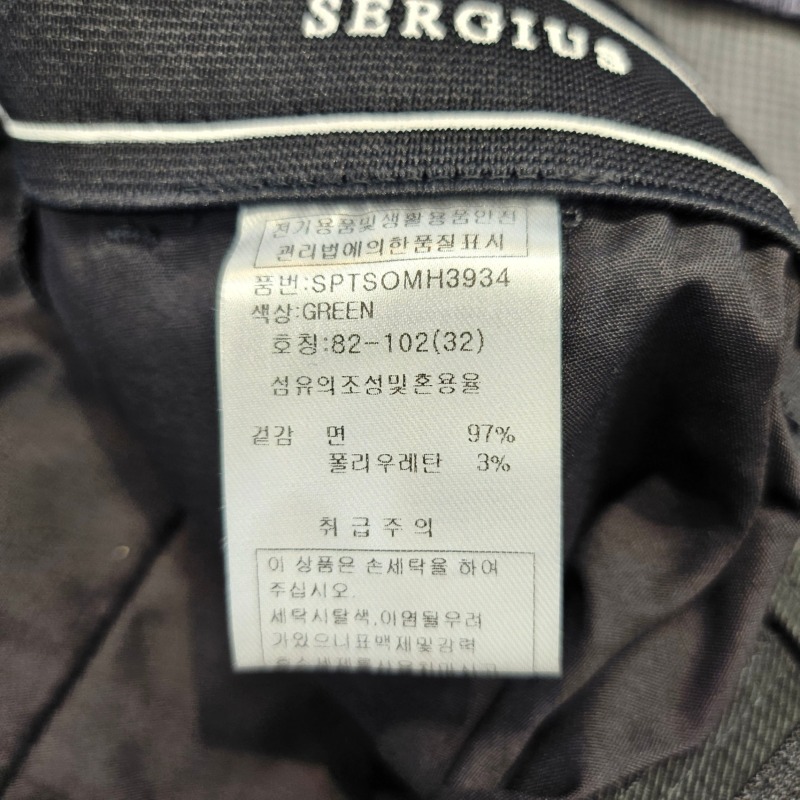 SERGIUS
전기용품및생활용품안전
관리법에의한품질표시
품번:SPTSOMH3934
색상:GREEN
호칭:82-102(32)
섬유의조성및혼용율
겉감 면 97%
폴리우레탄 3%
취급주의
이 상품은 손세탁을 하여
주십시오.
세탁시탈색,이염될우려
가있으니표백제및강력